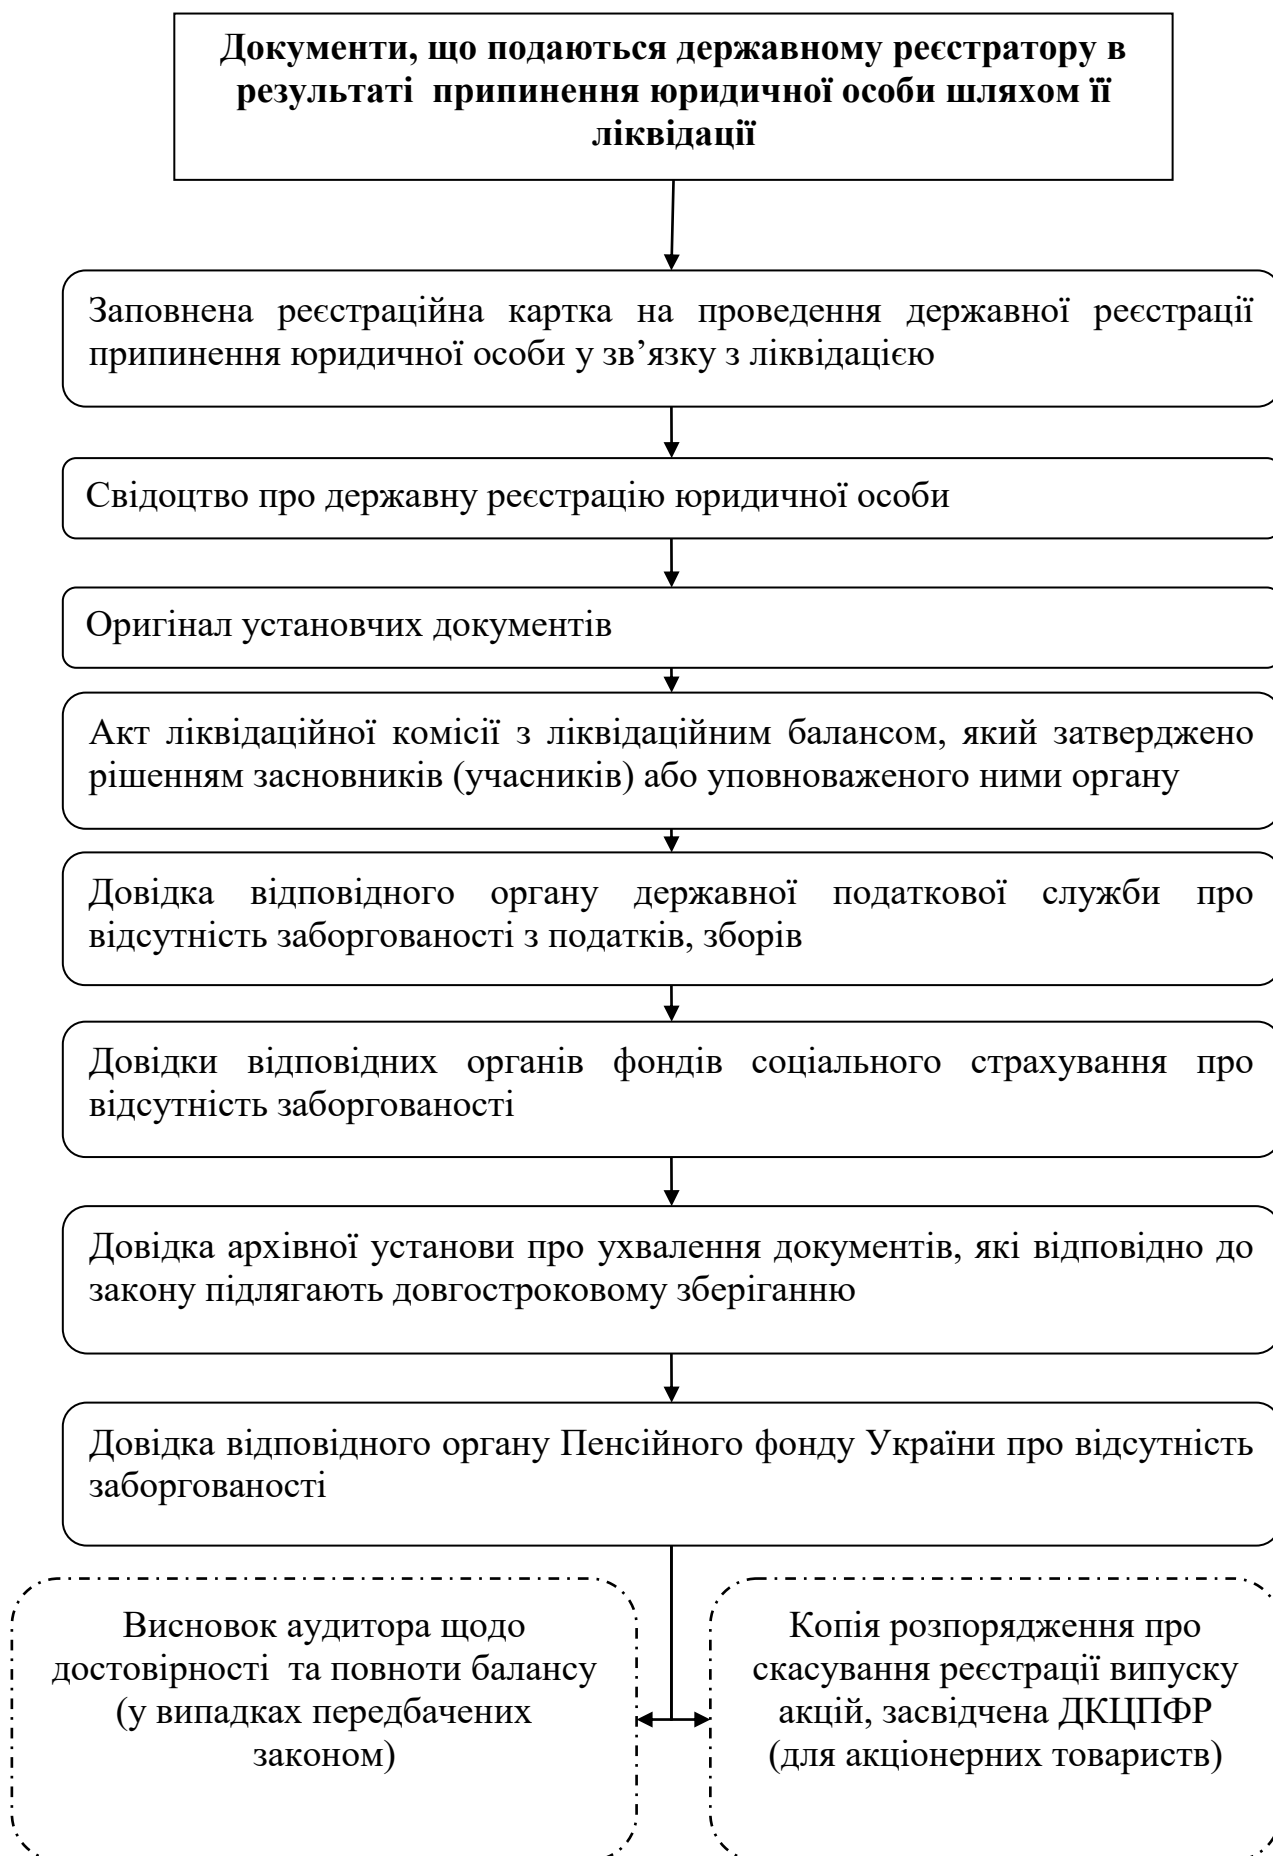 Документи, що подаються державному реєстратору в
результаті припинення юридичної особи шляхом її
ліквідації
Заповнена реєстраційна картка на проведення державної реєстрації
припинення юридичної особи у зв’язку з ліквідацією
Свідоцтво про державну реєстрацію юридичної особи
Оригінал установчих документів
Акт ліквідаційної комісії з ліквідаційним балансом, який затверджено
рішенням засновників (учасників) або уповноваженого ними органу
Довідка відповідного органу державної податкової служби про
відсутність заборгованості з податків, зборів
Довідки відповідних органів фондів соціального страхування про
відсутність заборгованості
Довідка архівної установи про ухвалення документів, які відповідно до
закону підлягають довгостроковому зберіганню
Довідка відповідного органу Пенсійного фонду України про відсутність
заборгованості
Висновок аудитора щодо
достовірності та повноти балансу
(у випадках передбачених
законом)
Копія розпорядження про
скасування реєстрації випуску
акцій, засвідчена ДКЦПФР
(для акціонерних товариств)